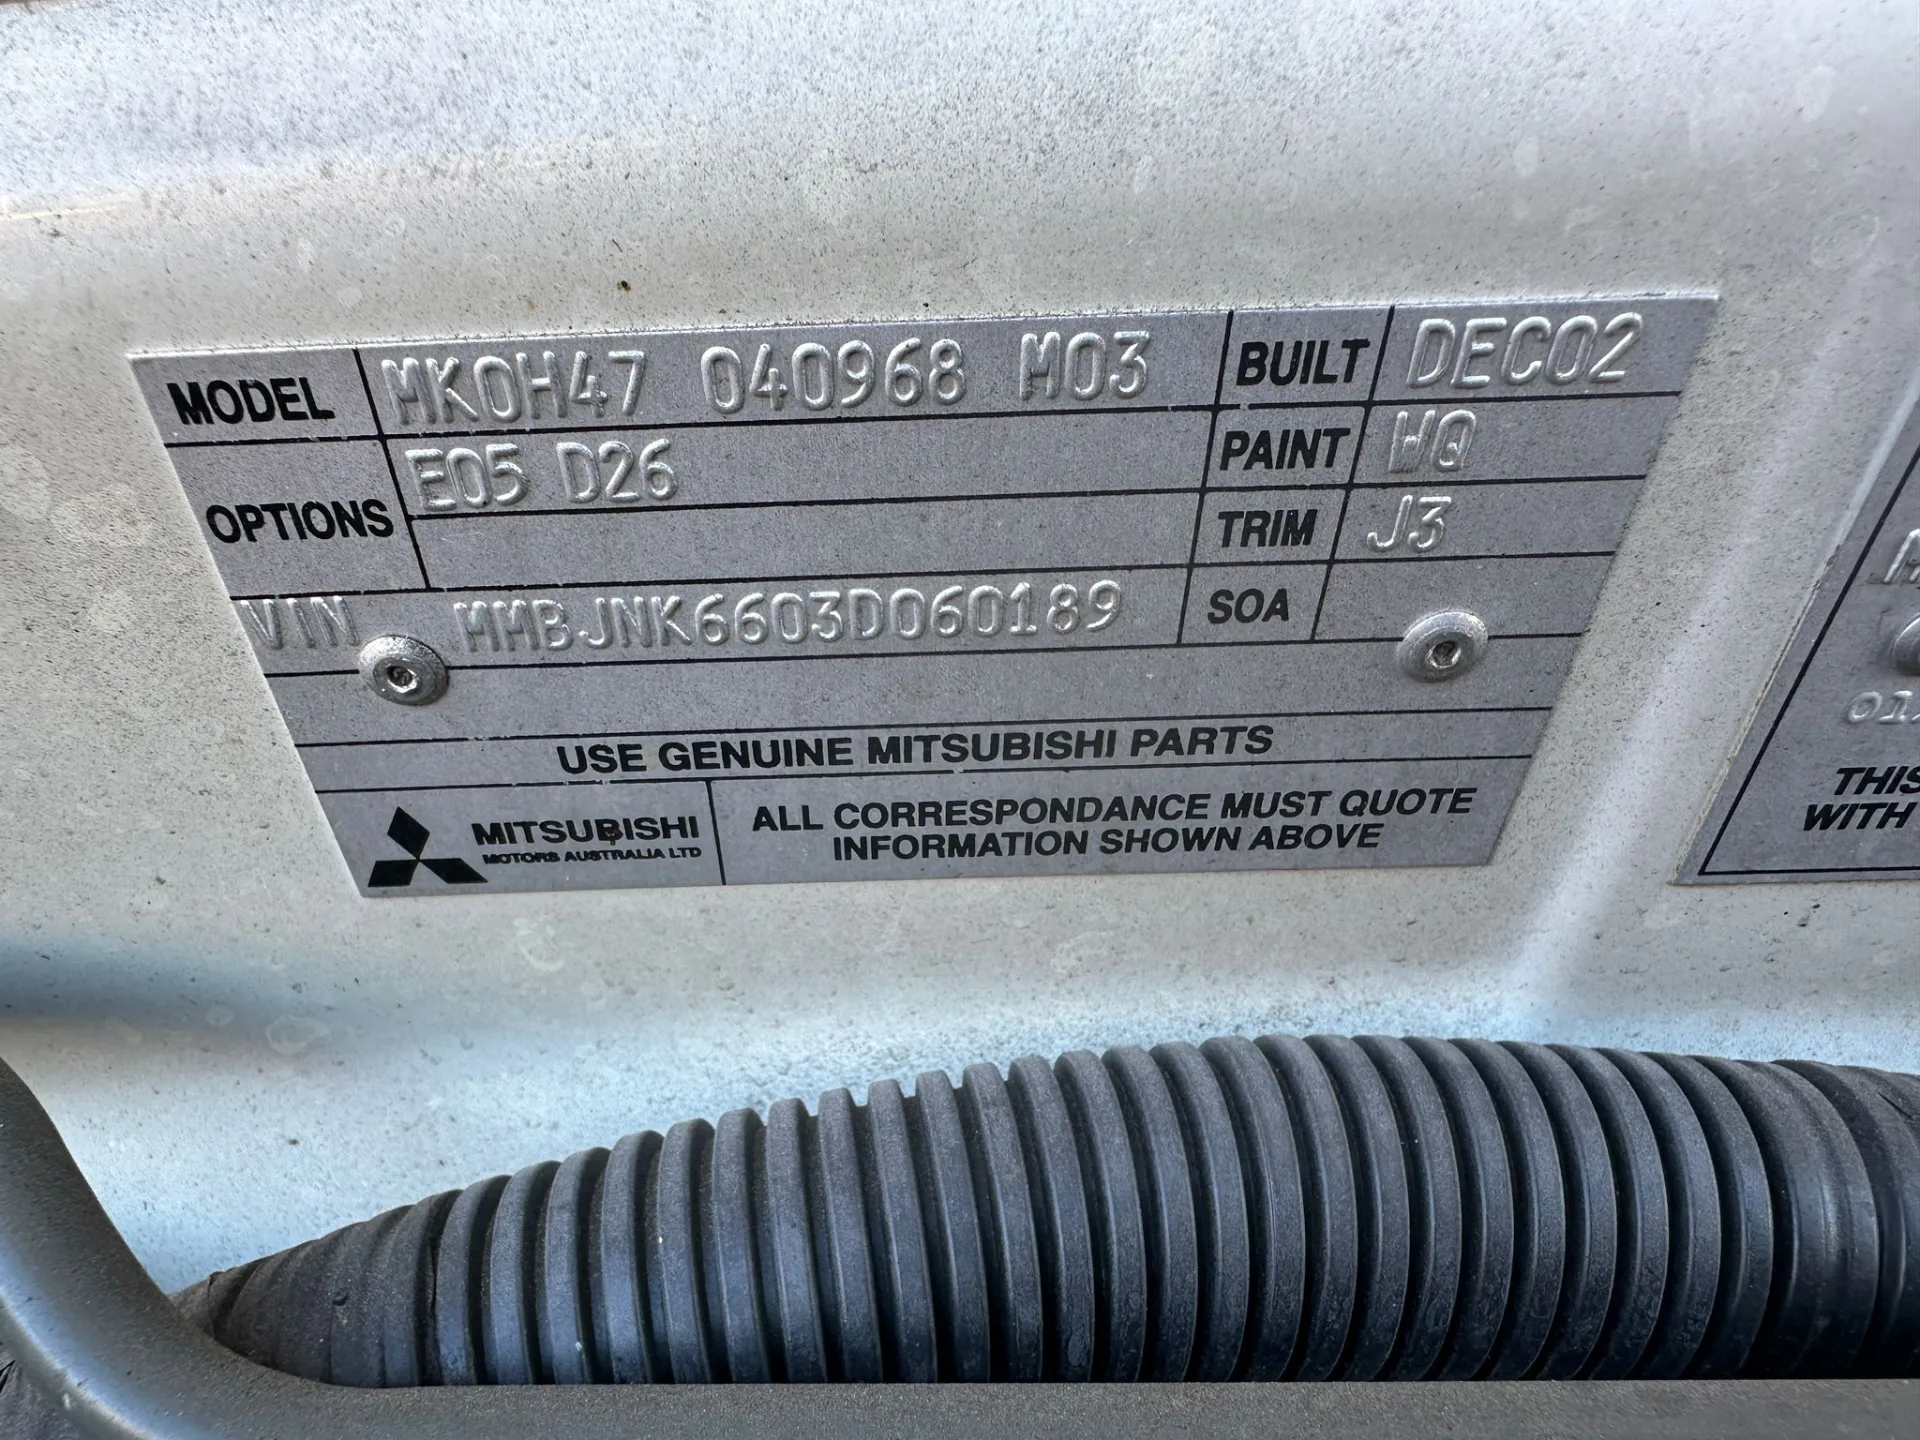 MODEL MK0H47 040968 M03 BUILT DEC02
OPTIONS E05 D26 PAINT WQ
TRIM J3
VIN MMBJNK6603D060189 SOA
USE GENUINE MITSUBISHI PARTS
MITSUBISHI
MOTORS AUSTRALIA LTD
ALL CORRESPONDANCE MUST QUOTE
INFORMATION SHOWN ABOVE
THIS
WITH